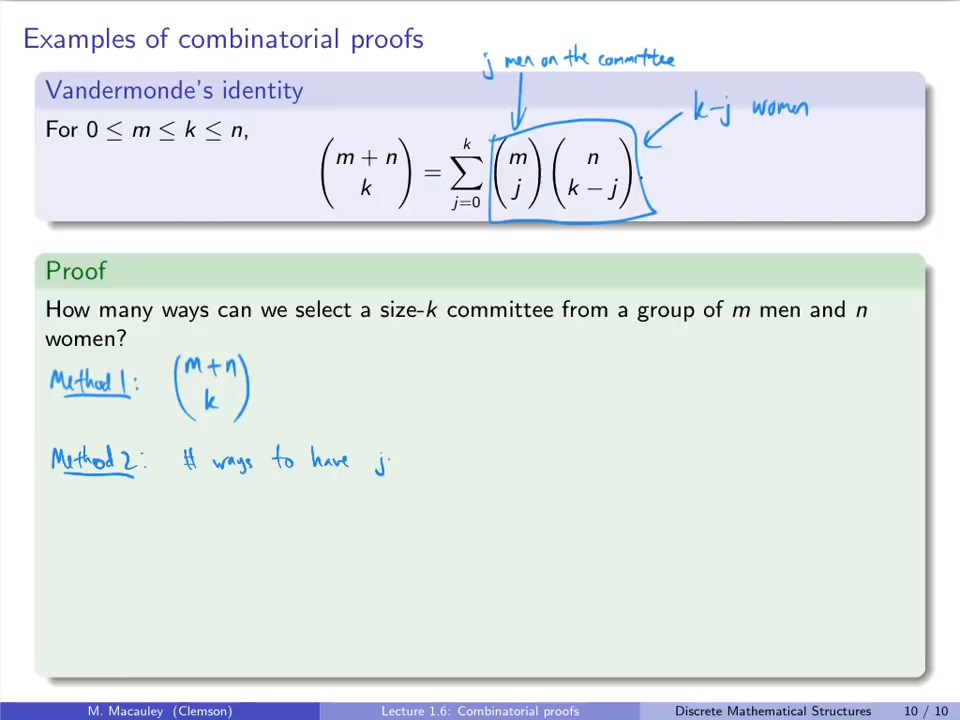 Examples of combinatorial proofs
j men on the committee
Vandermonde's identity
k-j women
For 0 ≤ m ≤ k ≤ n,
(m + n choose k) = ∑_{j=0}^{k} (m choose j) (n choose k − j).
Proof
How many ways can we select a size-k committee from a group of m men and n
women?
Method 1: (m+n choose k)
Method 2: # ways to have j
M. Macauley (Clemson) Lecture 1.6: Combinatorial proofs Discrete Mathematical Structures 10 / 10